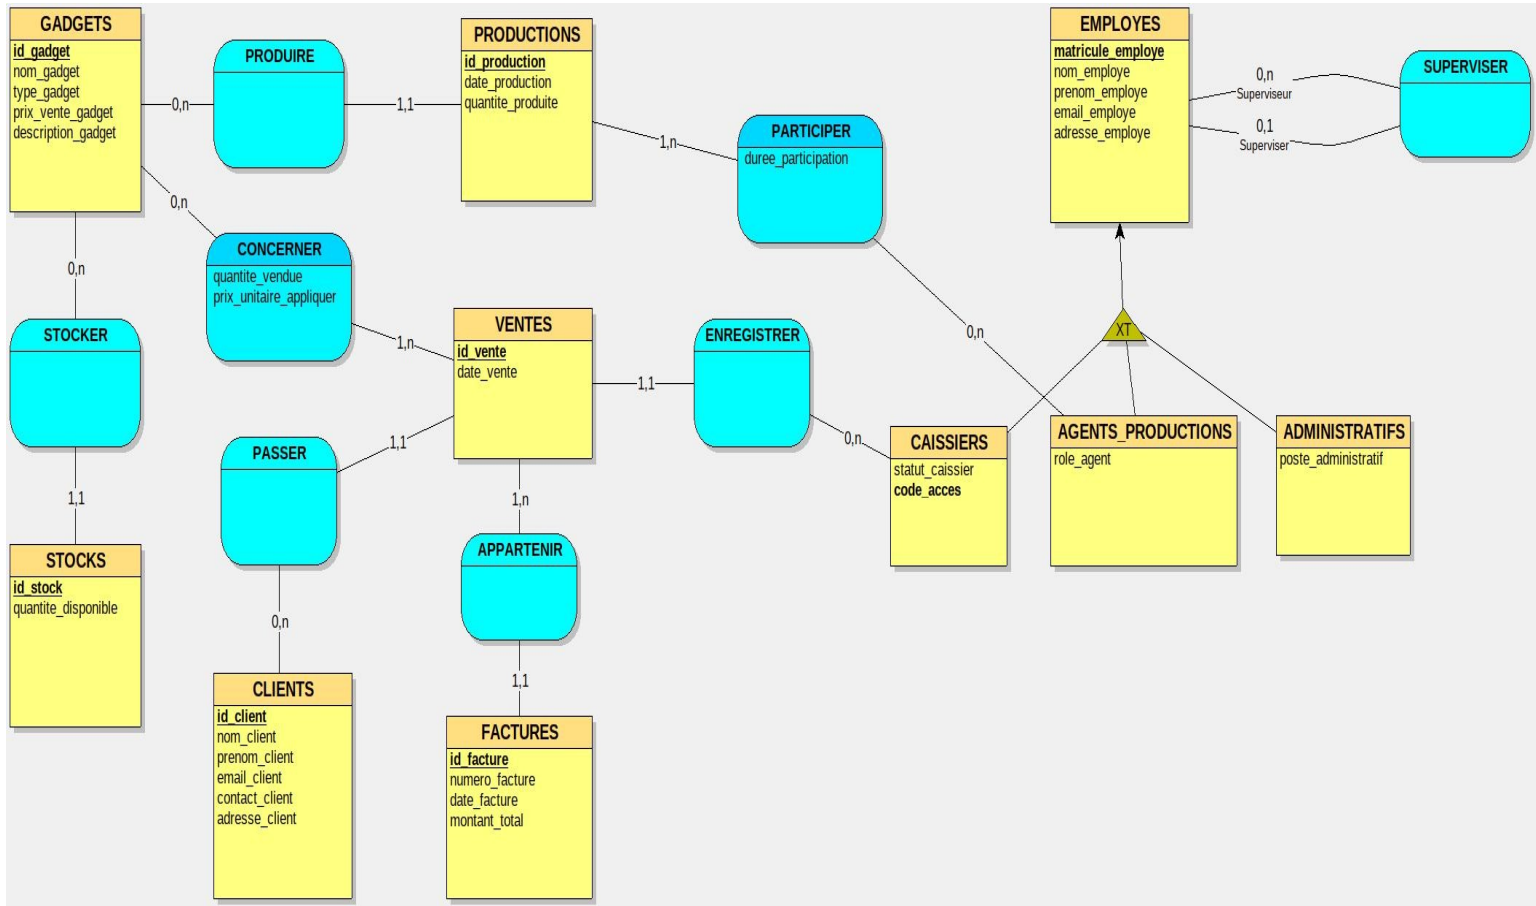 GADGETS
id_gadget
nom_gadget
type_gadget
prix_vente_gadget
description_gadget
0,n
PRODUIRE
1,1
PRODUCTIONS
id_production
date_production
quantite_produite
1,n
PARTICIPER
duree_participation
0,n
EMPLOYES
matricule_employe
nom_employe
prenom_employe
email_employe
adresse_employe
0,n
Superviseur
0,1
Superviser
SUPERVISER
0,n
CONCERNER
quantite_vendue
prix_unitaire_appliquer
1,n
0,n
STOCKER
1,1
STOCKS
id_stock
quantite_disponible
VENTES
id_vente
date_vente
1,1
ENREGISTRER
0,n
XT
CAISSIERS
statut_caissier
code_acces
AGENTS_PRODUCTIONS
role_agent
ADMINISTRATIFS
poste_administratif
1,1
PASSER
0,n
CLIENTS
id_client
nom_client
prenom_client
email_client
contact_client
adresse_client
1,n
APPARTENIR
1,1
FACTURES
id_facture
numero_facture
date_facture
montant_total